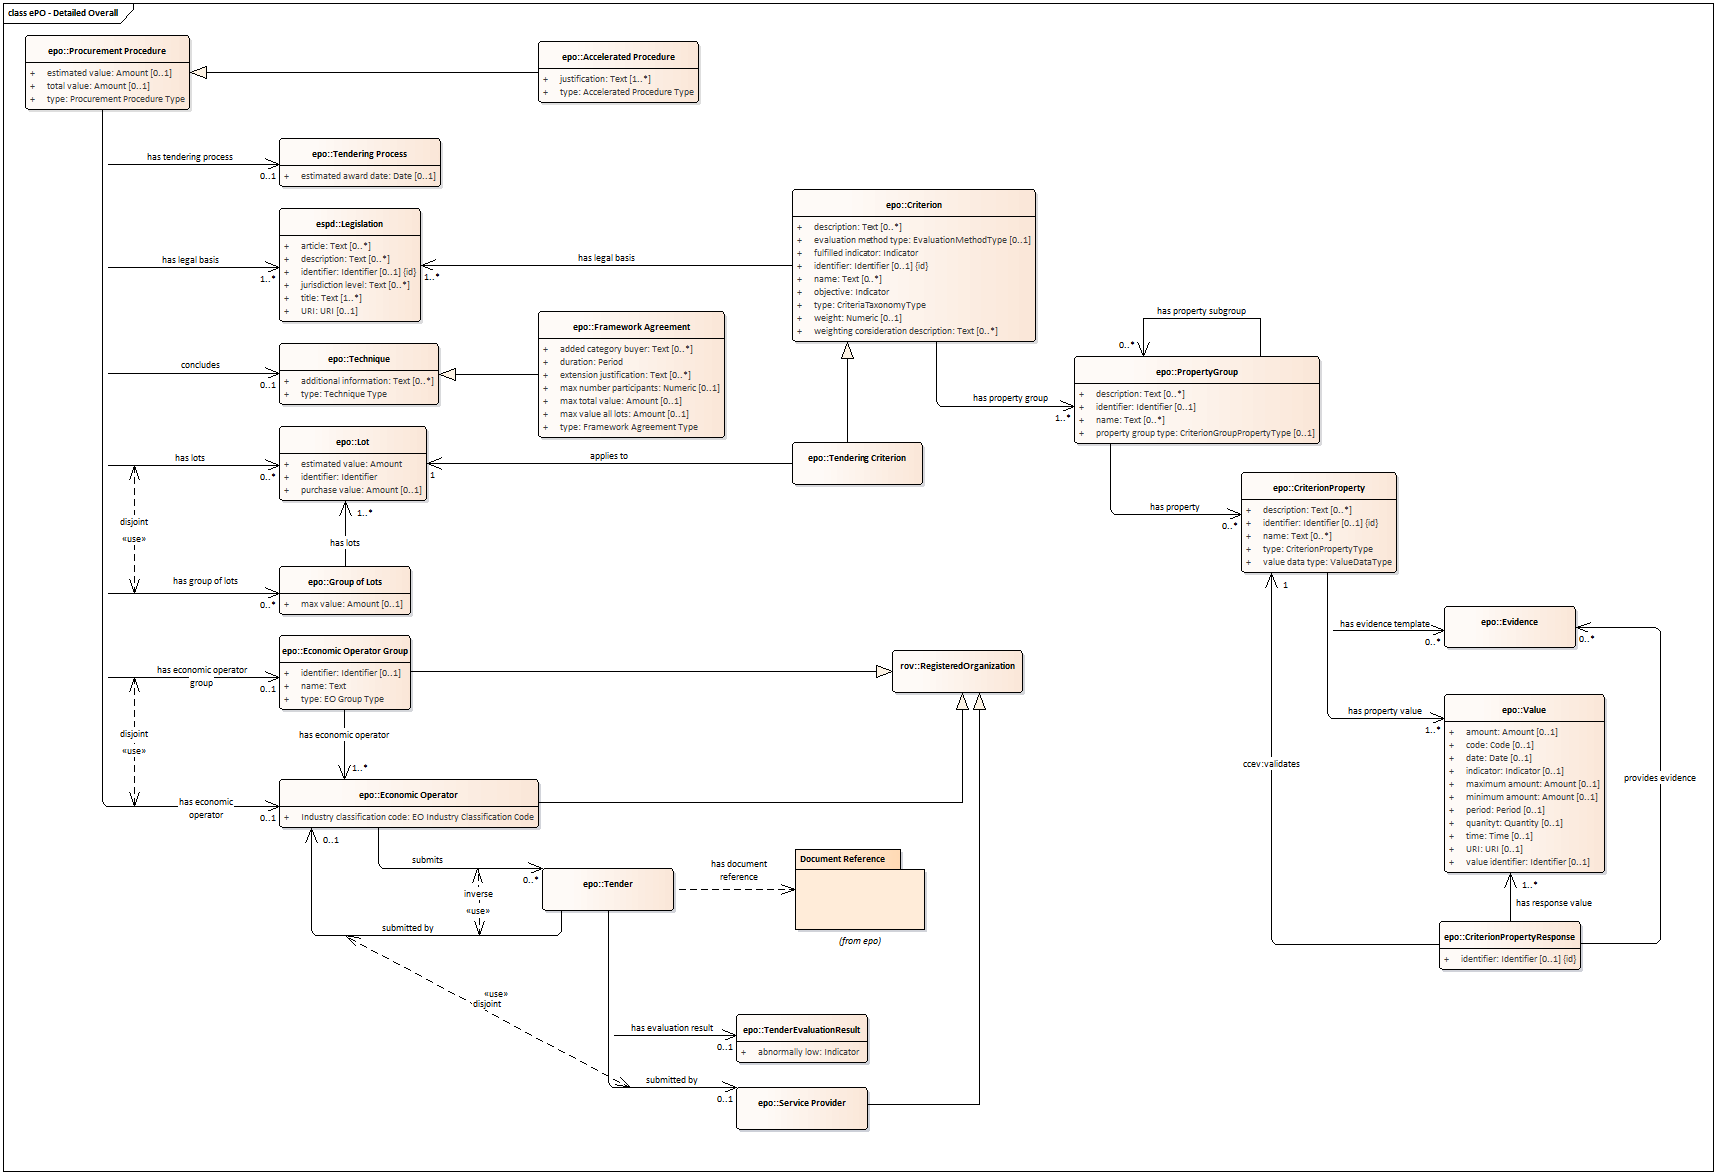 class ePO - Detailed Overall
epo::Procurement Procedure
+ estimated value: Amount [0..1]
+ total value: Amount [0..1]
+ type: Procurement Procedure Type
epo::Accelerated Procedure
+ justification: Text [1..*]
+ type: Accelerated Procedure Type
has tendering process
0..1
epo::Tendering Process
+ estimated award date: Date [0..1]
has legal basis
1..*
espd::Legislation
+ article: Text [0..*]
+ description: Text [0..*]
+ identifier: Identifier [0..1] {id}
+ jurisdiction level: Text [0..*]
+ title: Text [1..*]
+ URI: URI [0..1]
has legal basis
1..*
epo::Criterion
+ description: Text [0..*]
+ evaluation method type: EvaluationMethodType [0..1]
+ fulfilled indicator: Indicator
+ identifier: Identifier [0..1] {id}
+ name: Text [0..*]
+ objective: Indicator
+ type: CriteriaTaxonomyType
+ weight: Numeric [0..1]
+ weighting consideration description: Text [0..*]
concludes
0..1
epo::Technique
+ additional information: Text [0..*]
+ type: Technique Type
epo::Framework Agreement
+ added category buyer: Text [0..*]
+ duration: Period
+ extension justification: Text [0..*]
+ max number participants: Numeric [0..1]
+ max total value: Amount [0..1]
+ max value all lots: Amount [0..1]
+ type: Framework Agreement Type
has property subgroup
0..*
has property group
1..*
epo::PropertyGroup
+ description: Text [0..*]
+ identifier: Identifier [0..1]
+ name: Text [0..*]
+ property group type: CriterionGroupPropertyType [0..1]
has lots
0..*
epo::Lot
+ estimated value: Amount
+ identifier: Identifier
+ purchase value: Amount [0..1]
applies to
1
epo::Tendering Criterion
disjoint
«use»
1..*
has lots
has group of lots
0..*
epo::Group of Lots
+ max value: Amount [0..1]
has property
0..*
epo::CriterionProperty
+ description: Text [0..*]
+ identifier: Identifier [0..1] {id}
+ name: Text [0..*]
+ type: CriterionPropertyType
+ value data type: ValueDataType
1
has evidence template
0..*
epo::Evidence
0..*
has economic operator
group
0..1
epo::Economic Operator Group
+ identifier: Identifier [0..1]
+ name: Text
+ type: EO Group Type
rov::RegisteredOrganization
disjoint
«use»
has economic operator
1..*
has property value
1..*
epo::Value
+ amount: Amount [0..1]
+ code: Code [0..1]
+ date: Date [0..1]
+ indicator: Indicator [0..1]
+ maximum amount: Amount [0..1]
+ minimum amount: Amount [0..1]
+ period: Period [0..1]
+ quanityt: Quantity [0..1]
+ time: Time [0..1]
+ URI: URI [0..1]
+ value identifier: Identifier [0..1]
ccev:validates
provides evidence
has economic
operator
0..1
epo::Economic Operator
+ Industry classification code: EO Industry Classification Code
0..1
submits
0..*
epo::Tender
inverse
«use»
submitted by
has document
reference
Document Reference
(from epo)
1..*
has response value
epo::CriterionPropertyResponse
+ identifier: Identifier [0..1] {id}
«use»
disjoint
has evaluation result
0..1
epo::TenderEvaluationResult
+ abnormally low: Indicator
submitted by
0..1
epo::Service Provider